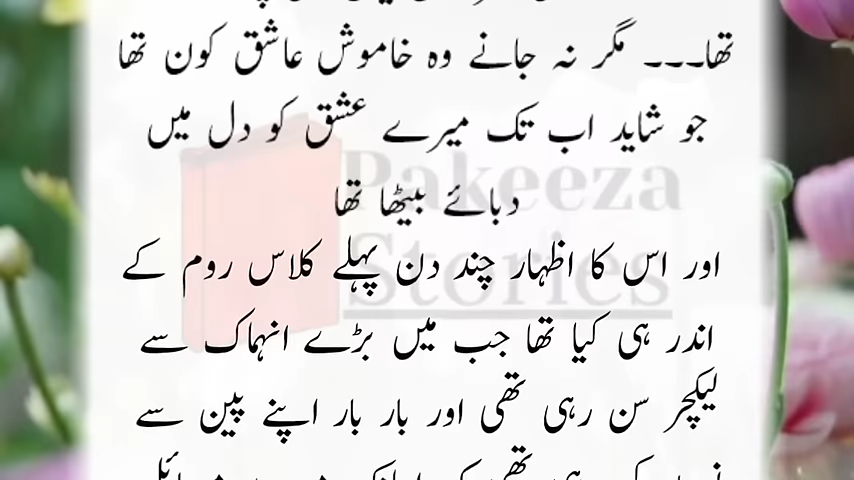 تھا۔۔۔ مگر نہ جانے وہ خاموش عاشق کون تھا
جو شاید اب تک میرے عشق کو دل میں
دبائے بیٹھا تھا
اور اس کا اظہار چند دن پہلے کلاس روم کے
اندر ہی کیا تھا جب میں بڑے انہماک سے
لیکچر سن رہی تھی اور بار بار اپنے پین سے
Pakeeza
Stories